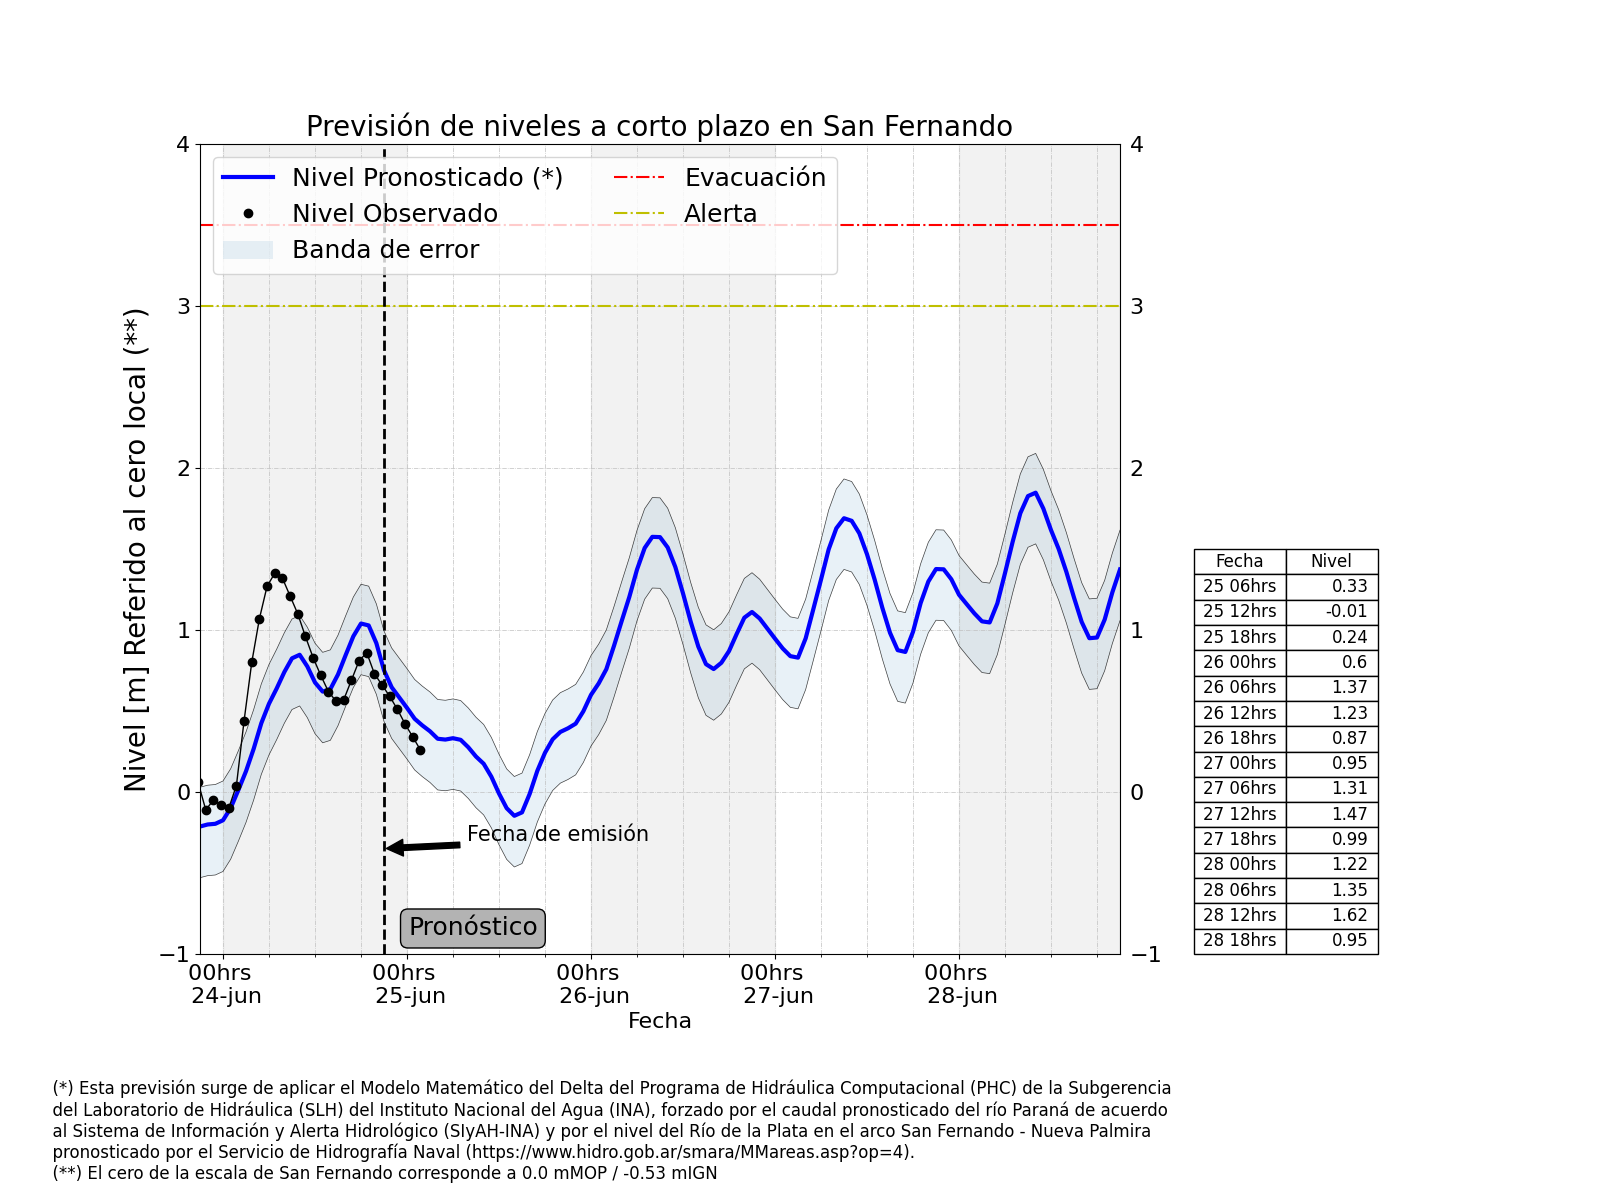 Previsión de niveles a corto plazo en San Fernando
Nivel Pronosticado (*)
Nivel Observado
Banda de error
Evacuación
Alerta
Nivel [m] Referido al cero local (**)
4
3
2
1
0
−1
4
3
2
1
0
−1
Fecha de emisión
Pronóstico
00hrs
24-jun
00hrs
25-jun
00hrs
26-jun
00hrs
27-jun
00hrs
28-jun
Fecha
Fecha Nivel
25 06hrs 0.33
25 12hrs -0.01
25 18hrs 0.24
26 00hrs 0.6
26 06hrs 1.37
26 12hrs 1.23
26 18hrs 0.87
27 00hrs 0.95
27 06hrs 1.31
27 12hrs 1.47
27 18hrs 0.99
28 00hrs 1.22
28 06hrs 1.35
28 12hrs 1.62
28 18hrs 0.95
(*) Esta previsión surge de aplicar el Modelo Matemático del Delta del Programa de Hidráulica Computacional (PHC) de la Subgerencia
del Laboratorio de Hidráulica (SLH) del Instituto Nacional del Agua (INA), forzado por el caudal pronosticado del río Paraná de acuerdo
al Sistema de Información y Alerta Hidrológico (SIyAH-INA) y por el nivel del Río de la Plata en el arco San Fernando - Nueva Palmira
pronosticado por el Servicio de Hidrografía Naval (https://www.hidro.gob.ar/smara/MMareas.asp?op=4).
(**) El cero de la escala de San Fernando corresponde a 0.0 mMOP / -0.53 mIGN